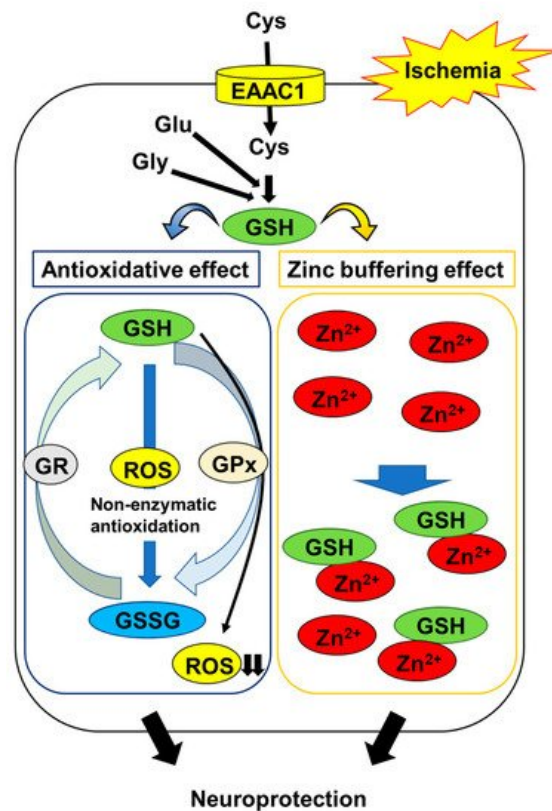 Cys
Ischemia
EAAC1
Glu
Cys
Gly
GSH
Antioxidative effect
Zinc buffering effect
GSH
GR
ROS
GPx
Non-enzymatic
antioxidation
GSSG
ROS
Zn²⁺
Zn²⁺
Zn²⁺
Zn²⁺
GSH
Zn²⁺
GSH
Zn²⁺
Zn²⁺
GSH
Zn²⁺
Neuroprotection